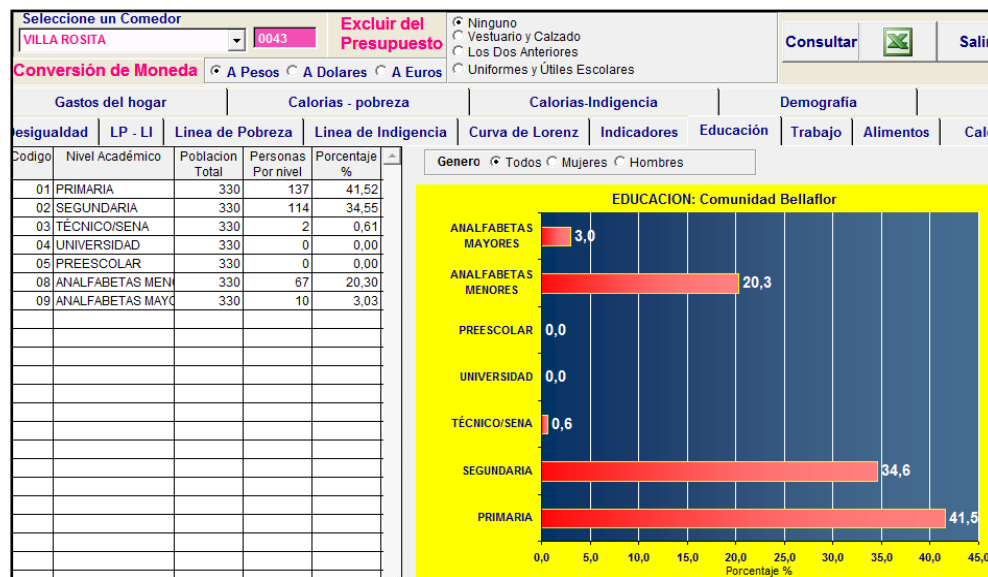 Seleccione un Comedor
VILLA ROSITA 0043
Excluir del
Presupuesto
Ninguno
Vestuario y Calzado
Los Dos Anteriores
Uniformes y Útiles Escolares
Consultar
Salir
Conversión de Moneda A Pesos A Dolares A Euros
Gastos del hogar Calorias - pobreza Calorias-Indigencia Demografía
esigualdad LP - LI Linea de Pobreza Linea de Indigencia Curva de Lorenz Indicadores Educación Trabajo Alimentos Cal
Codigo Nivel Académico Poblacion Total Personas Por nivel Porcentaje %
01 PRIMARIA 330 137 41,52
02 SEGUNDARIA 330 114 34,55
03 TÉCNICO/SENA 330 2 0,61
04 UNIVERSIDAD 330 0 0,00
05 PREESCOLAR 330 0 0,00
08 ANALFABETAS MEN 330 67 20,30
09 ANALFABETAS MAYO 330 10 3,03
Genero Todos Mujeres Hombres
EDUCACION: Comunidad Bellaflor
ANALFABETAS
MAYORES 3,0
ANALFABETAS
MENORES 20,3
PREESCOLAR 0,0
UNIVERSIDAD 0,0
TÉCNICO/SENA 0,6
SEGUNDARIA 34,6
PRIMARIA 41,5
0,0 5,0 10,0 15,0 20,0 25,0 30,0 35,0 40,0 45,0
Porcentaje %